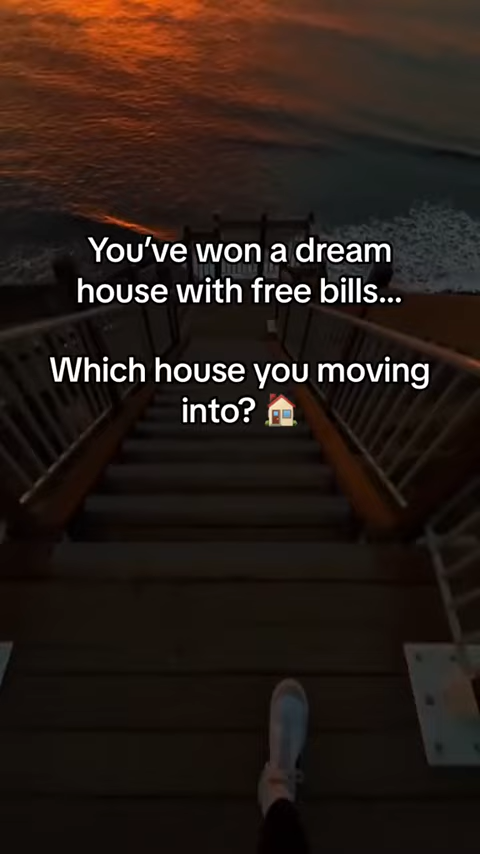 You’ve won a dream
house with free bills...
Which house you moving
into? 🏠